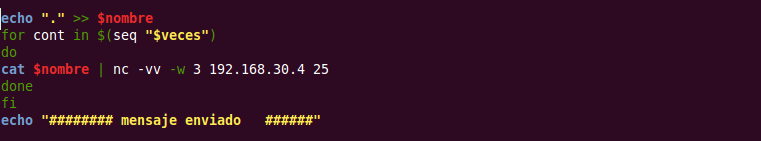 echo "." >> $nombre
for cont in $(seq "$veces")
do
cat $nombre | nc -vv -w 3 192.168.30.4 25
done
fi
echo "######## mensaje enviado   ######"